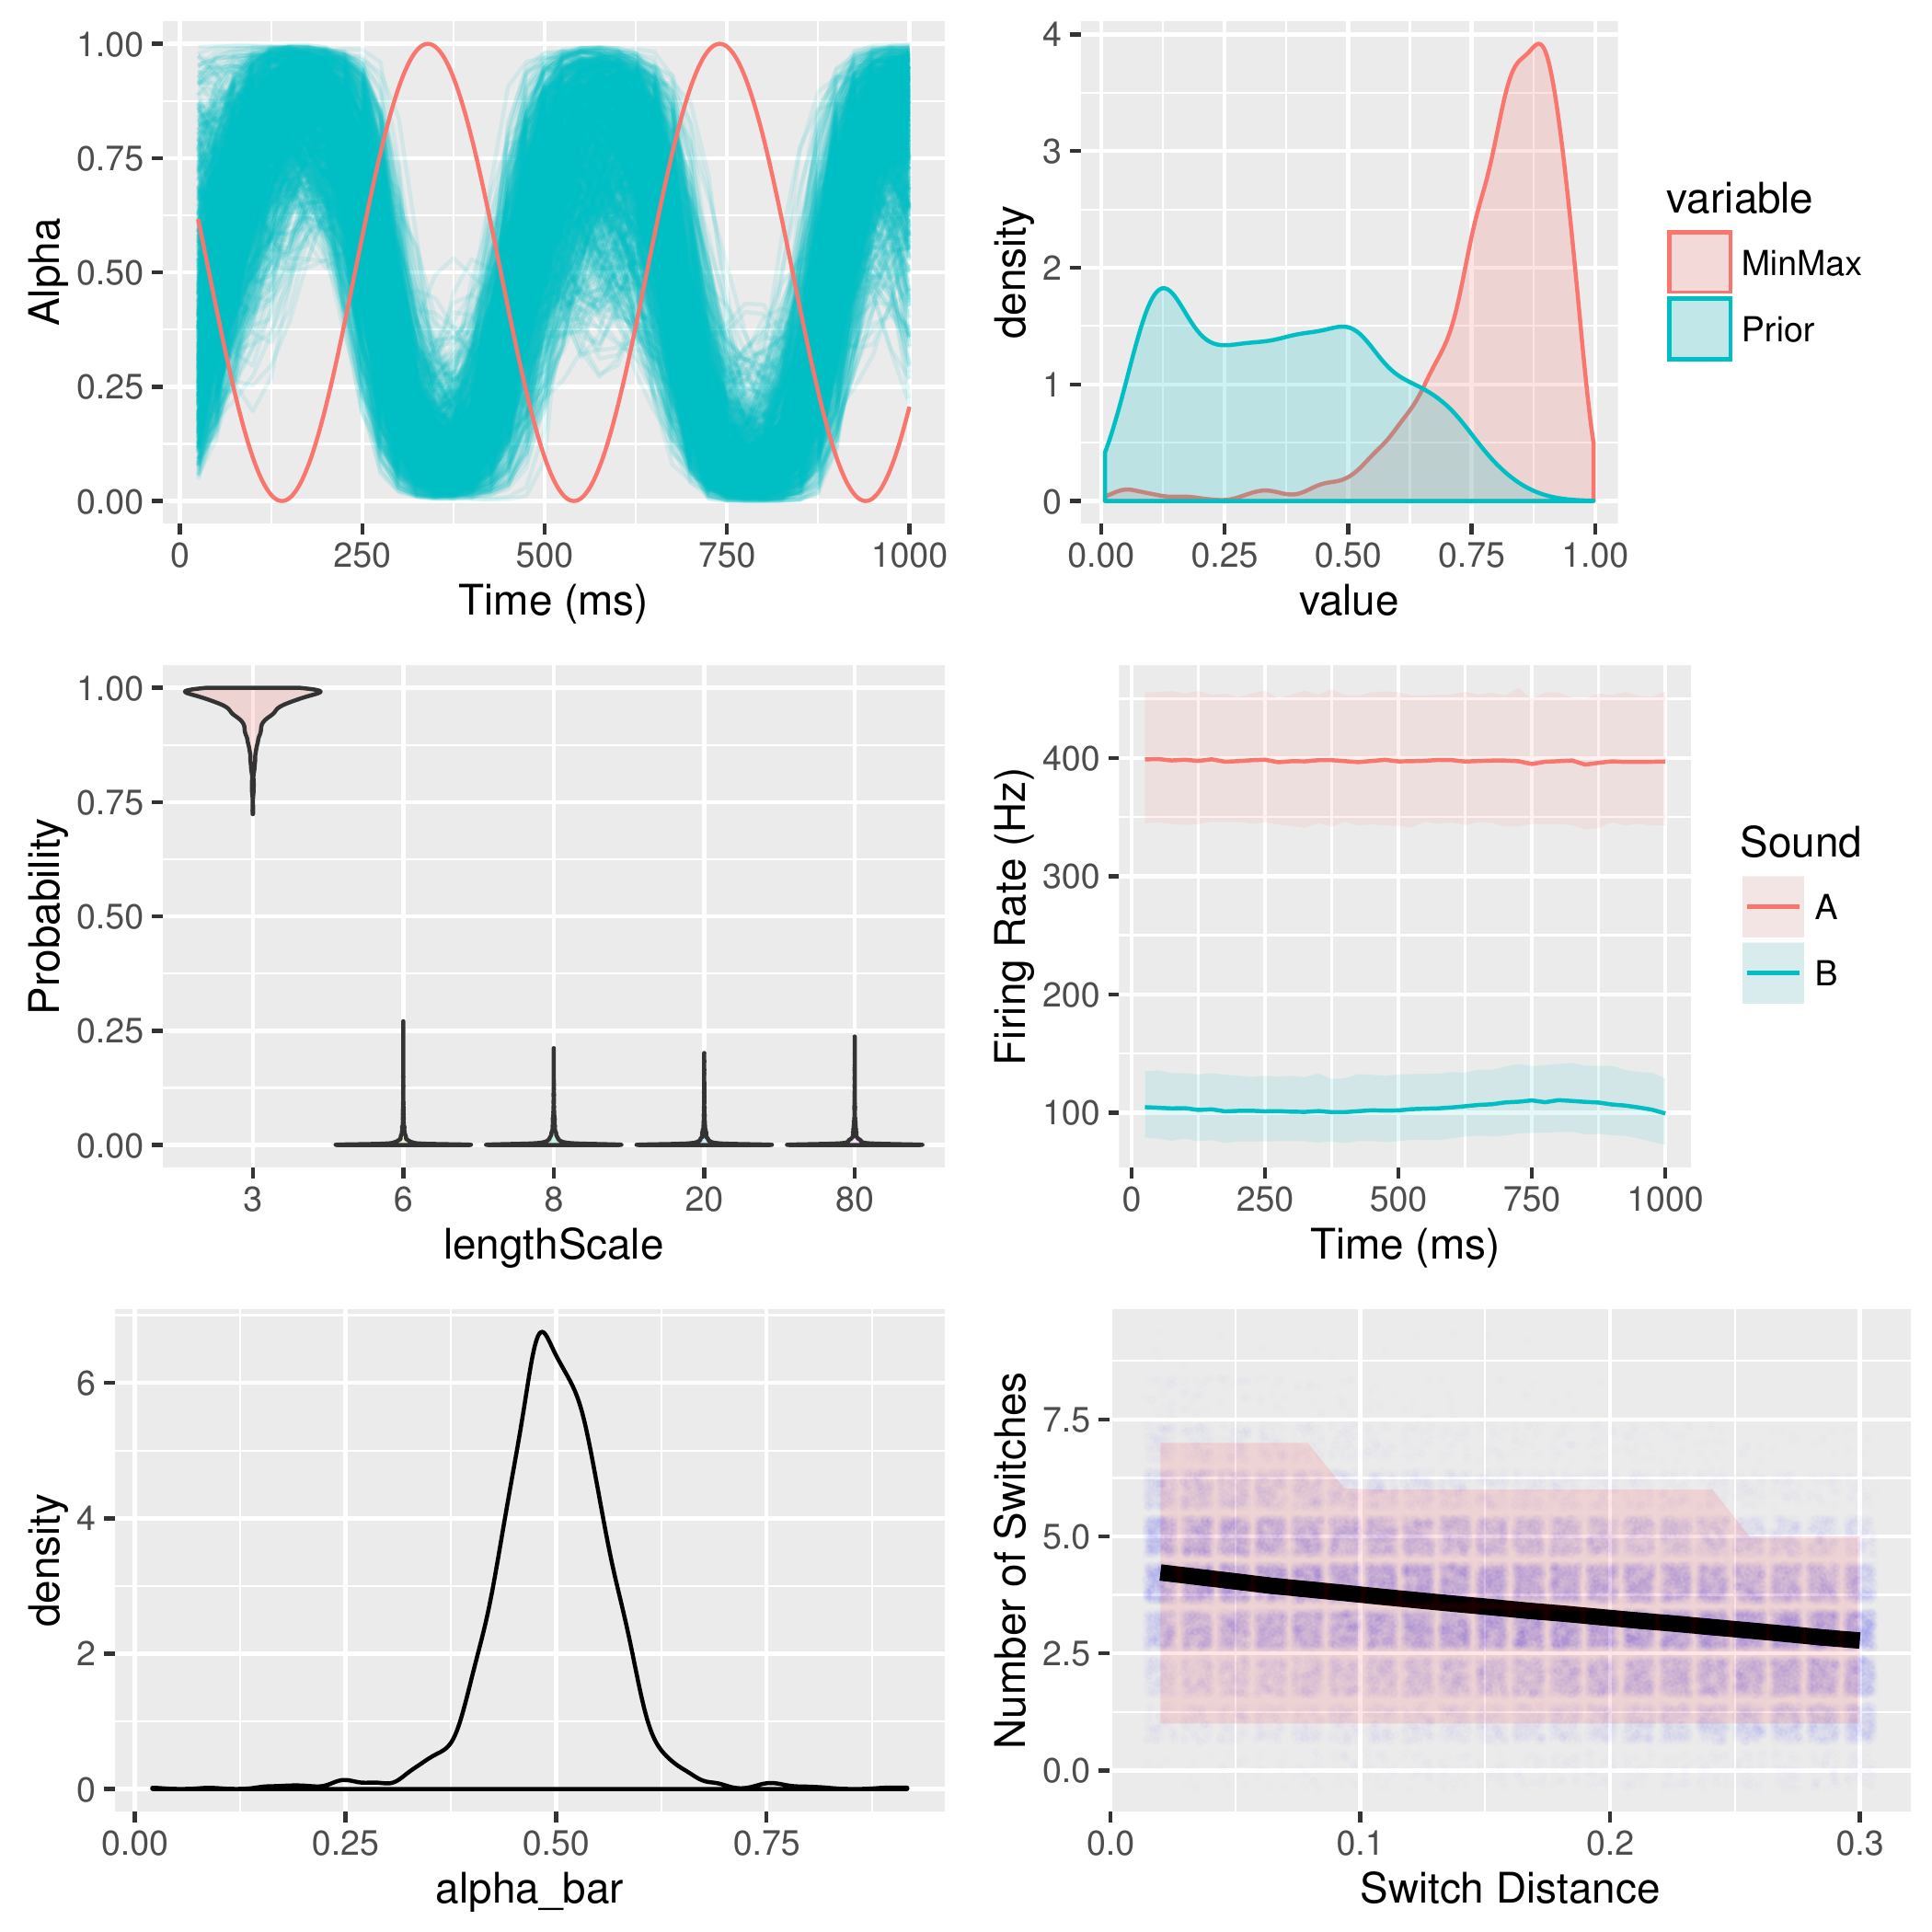 1.00
0.75
0.50
0.25
0.00
Alpha
0 250 500 750 1000
Time (ms)
4
3
2
1
0
density
0.00 0.25 0.50 0.75 1.00
value
variable
MinMax
Prior
1.00
0.75
0.50
0.25
0.00
Probability
3 6 8 20 80
lengthScale
400
300
200
100
Firing Rate (Hz)
0 250 500 750 1000
Time (ms)
Sound
A
B
6
4
2
0
density
0.00 0.25 0.50 0.75
alpha_bar
7.5
5.0
2.5
0.0
Number of Switches
0.0 0.1 0.2 0.3
Switch Distance